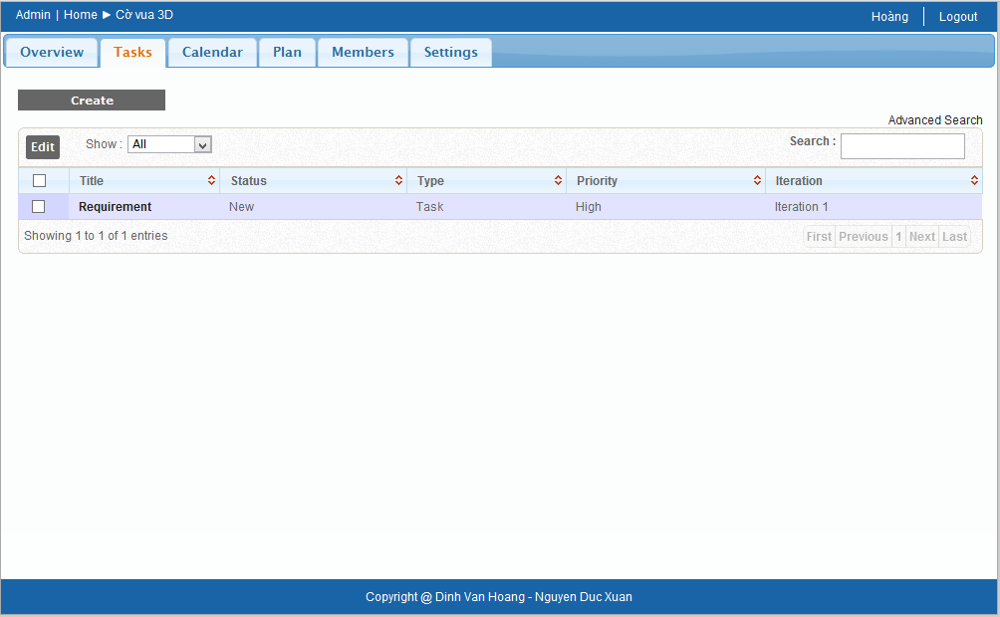 Admin | Home ► Cờ vua 3D
Hoàng | Logout
Overview Tasks Calendar Plan Members Settings
Create
Advanced Search
Edit Show : All Search :
Title Status Type Priority Iteration
Requirement New Task High Iteration 1
Showing 1 to 1 of 1 entries First Previous 1 Next Last
Copyright @ Dinh Van Hoang - Nguyen Duc Xuan